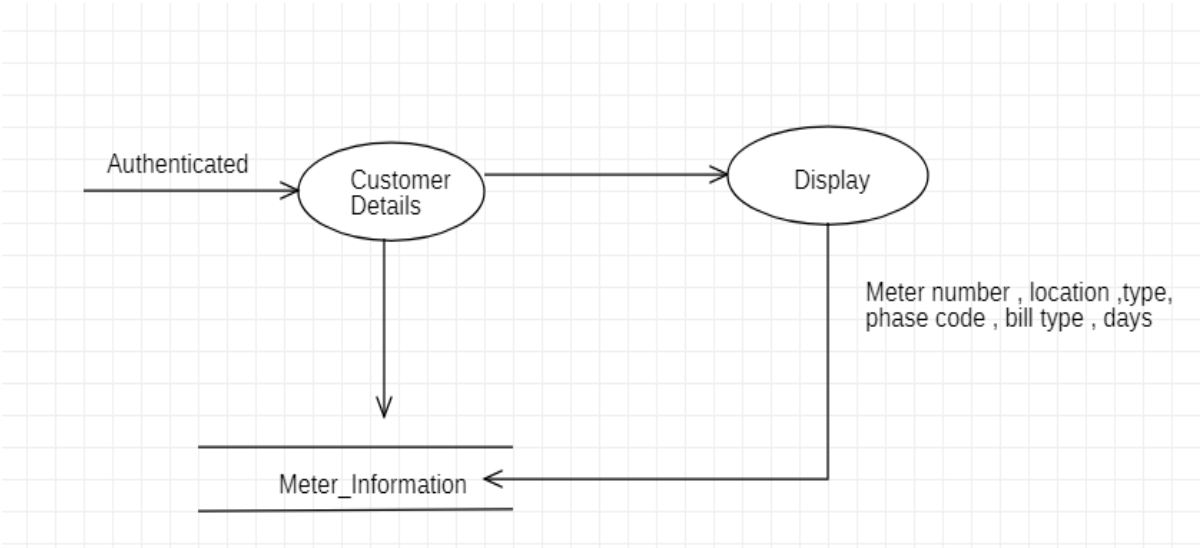 Authenticated
Customer
Details
Display
Meter number , location ,type,
phase code , bill type , days
Meter_Information